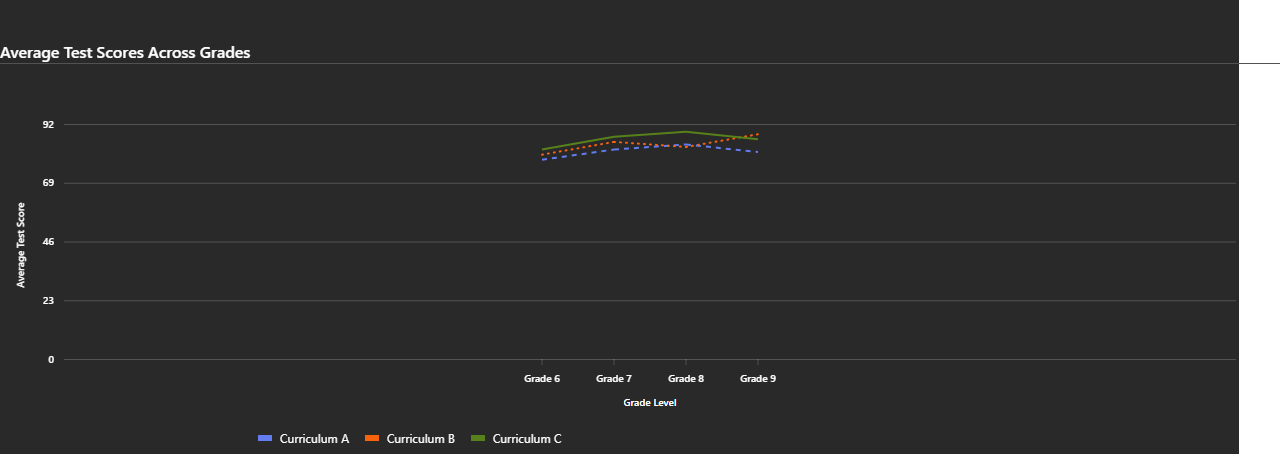 Average Test Scores Across Grades
92
69
46
23
0
Average Test Score
Grade 6 Grade 7 Grade 8 Grade 9
Grade Level
Curriculum A Curriculum B Curriculum C